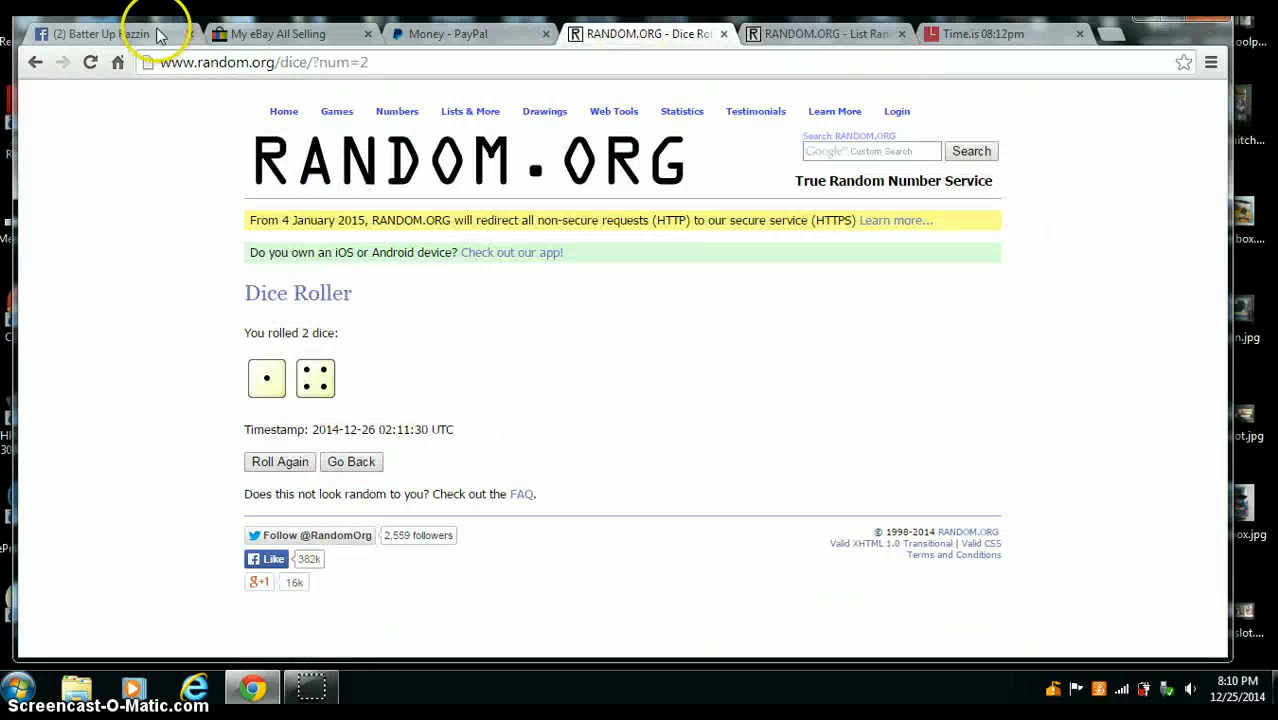 (2) Batter Up Razzin
My eBay All Selling
Money - PayPal
RANDOM.ORG - Dice Rol
RANDOM.ORG - List Ran
Time.is 08:12pm
www.random.org/dice/?num=2
Home Games Numbers Lists & More Drawings Web Tools Statistics Testimonials Learn More Login
RANDOM.ORG
Search RANDOM.ORG
Google™ Custom Search Search
True Random Number Service
From 4 January 2015, RANDOM.ORG will redirect all non-secure requests (HTTP) to our secure service (HTTPS) Learn more...
Do you own an iOS or Android device? Check out our app!
Dice Roller
You rolled 2 dice:
Timestamp: 2014-12-26 02:11:30 UTC
Roll Again Go Back
Does this not look random to you? Check out the FAQ.
Follow @RandomOrg 2,559 followers
Like 382k
+1 16k
© 1998-2014 RANDOM.ORG
Valid XHTML 1.0 Transitional | Valid CSS
Terms and Conditions
8:10 PM
12/25/2014
Screencast-O-Matic.com